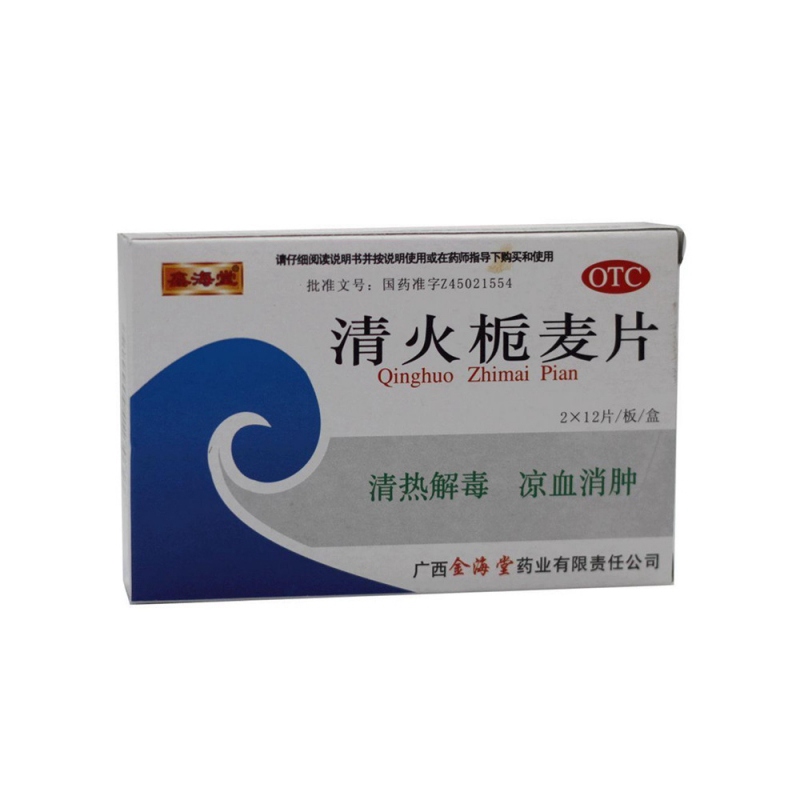 鑫海堂®
请仔细阅读说明书并按说明使用或在药师指导下购买和使用
批准文号：国药准字Z45021554
OTC
清火栀麦片
Qinghuo Zhimai Pian
2×12片/板/盒
清热解毒 凉血消肿
广西金海堂药业有限责任公司